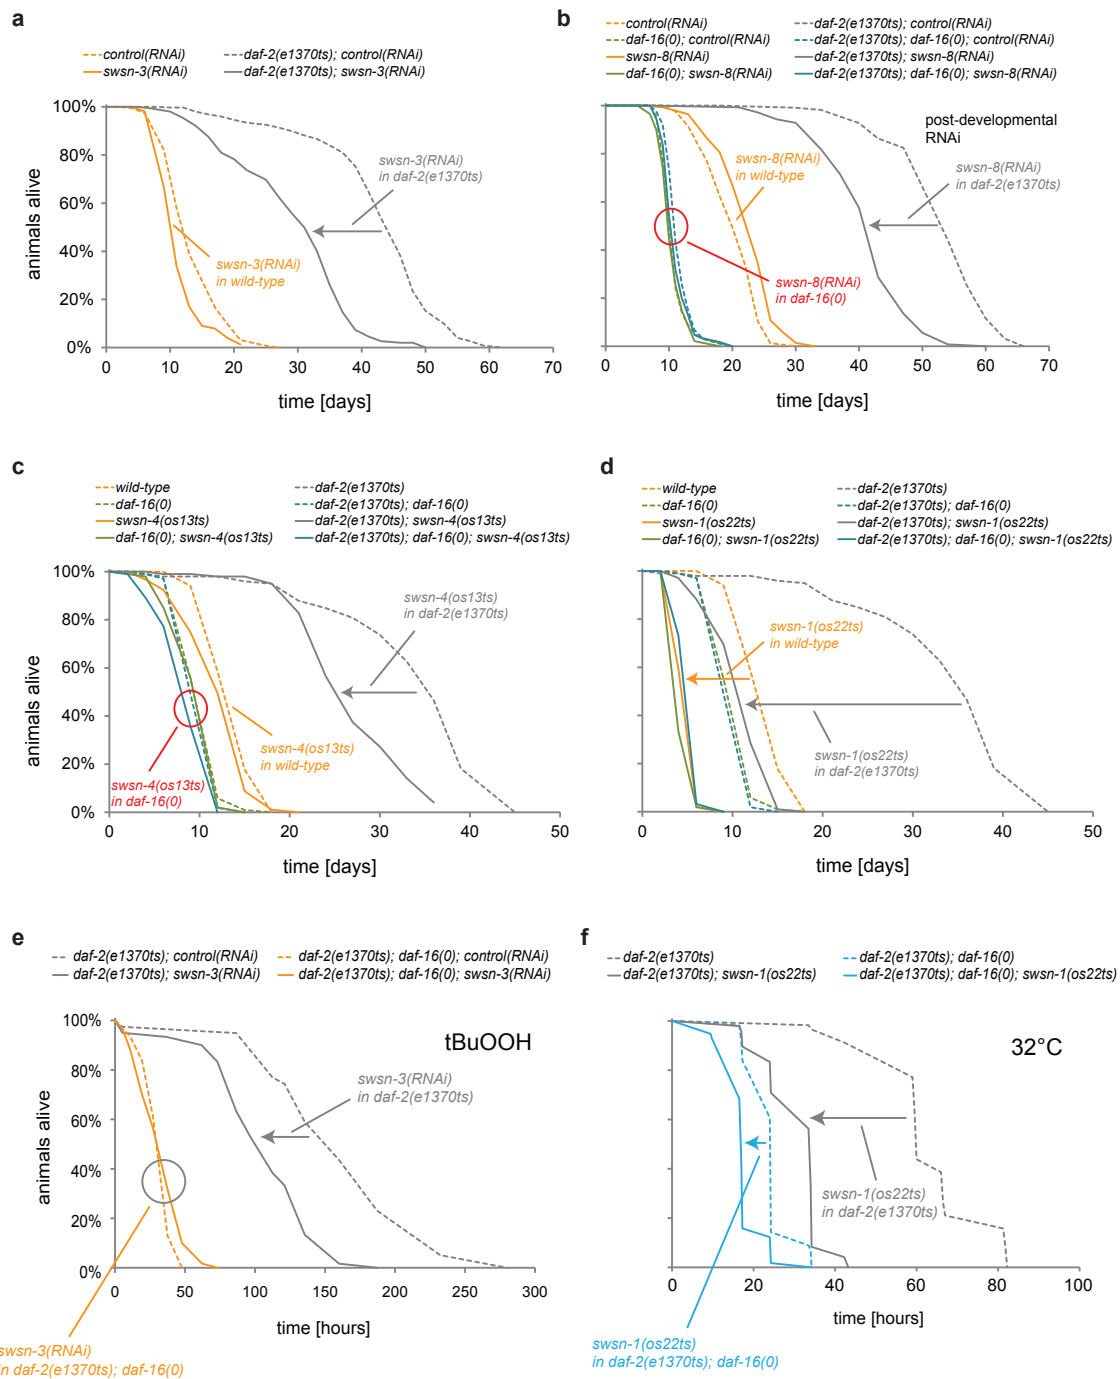 a
control(RNAi)
swsn-3(RNAi)
daf-2(e1370ts); control(RNAi)
daf-2(e1370ts); swsn-3(RNAi)
100%
80%
60%
40%
20%
0%
animals alive
swsn-3(RNAi)
in daf-2(e1370ts)
swsn-3(RNAi)
in wild-type
0 10 20 30 40 50 60 70
time [days]
b
control(RNAi)
daf-16(0); control(RNAi)
swsn-8(RNAi)
daf-16(0); swsn-8(RNAi)
daf-2(e1370ts); control(RNAi)
daf-2(e1370ts); daf-16(0); control(RNAi)
daf-2(e1370ts); swsn-8(RNAi)
daf-2(e1370ts); daf-16(0); swsn-8(RNAi)
100%
80%
60%
40%
20%
0%
post-developmental
RNAi
swsn-8(RNAi)
in wild-type
swsn-8(RNAi)
in daf-2(e1370ts)
swsn-8(RNAi)
in daf-16(0)
0 10 20 30 40 50 60 70
time [days]
c
wild-type
daf-16(0)
swsn-4(os13ts)
daf-16(0); swsn-4(os13ts)
daf-2(e1370ts)
daf-2(e1370ts); daf-16(0)
daf-2(e1370ts); swsn-4(os13ts)
daf-2(e1370ts); daf-16(0); swsn-4(os13ts)
100%
80%
60%
40%
20%
0%
animals alive
swsn-4(os13ts)
in daf-2(e1370ts)
swsn-4(os13ts)
in wild-type
swsn-4(os13ts)
in daf-16(0)
0 10 20 30 40 50
time [days]
d
wild-type
daf-16(0)
swsn-1(os22ts)
daf-16(0); swsn-1(os22ts)
daf-2(e1370ts)
daf-2(e1370ts); daf-16(0)
daf-2(e1370ts); swsn-1(os22ts)
daf-2(e1370ts); daf-16(0); swsn-1(os22ts)
100%
80%
60%
40%
20%
0%
swsn-1(os22ts)
in wild-type
swsn-1(os22ts)
in daf-2(e1370ts)
0 10 20 30 40 50
time [days]
e
daf-2(e1370ts); control(RNAi)
daf-2(e1370ts); swsn-3(RNAi)
daf-2(e1370ts); daf-16(0); control(RNAi)
daf-2(e1370ts); daf-16(0); swsn-3(RNAi)
100%
80%
60%
40%
20%
0%
animals alive
tBuOOH
swsn-3(RNAi)
in daf-2(e1370ts)
0 50 100 150 200 250 300
time [hours]
swsn-3(RNAi)
in daf-2(e1370ts); daf-16(0)
f
daf-2(e1370ts)
daf-2(e1370ts); swsn-1(os22ts)
daf-2(e1370ts); daf-16(0)
daf-2(e1370ts); daf-16(0); swsn-1(os22ts)
100%
80%
60%
40%
20%
0%
32°C
swsn-1(os22ts)
in daf-2(e1370ts)
0 20 40 60 80 100
time [hours]
swsn-1(os22ts)
in daf-2(e1370ts); daf-16(0)